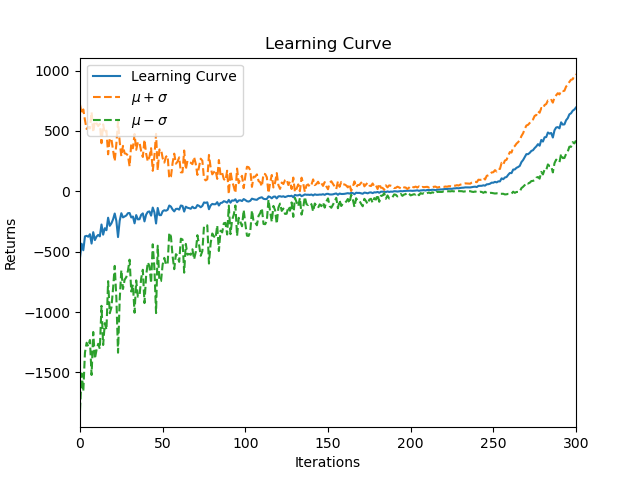 Learning Curve
Learning Curve
μ + σ
μ − σ
1000
500
0
−500
−1000
−1500
Returns
0 50 100 150 200 250 300
Iterations